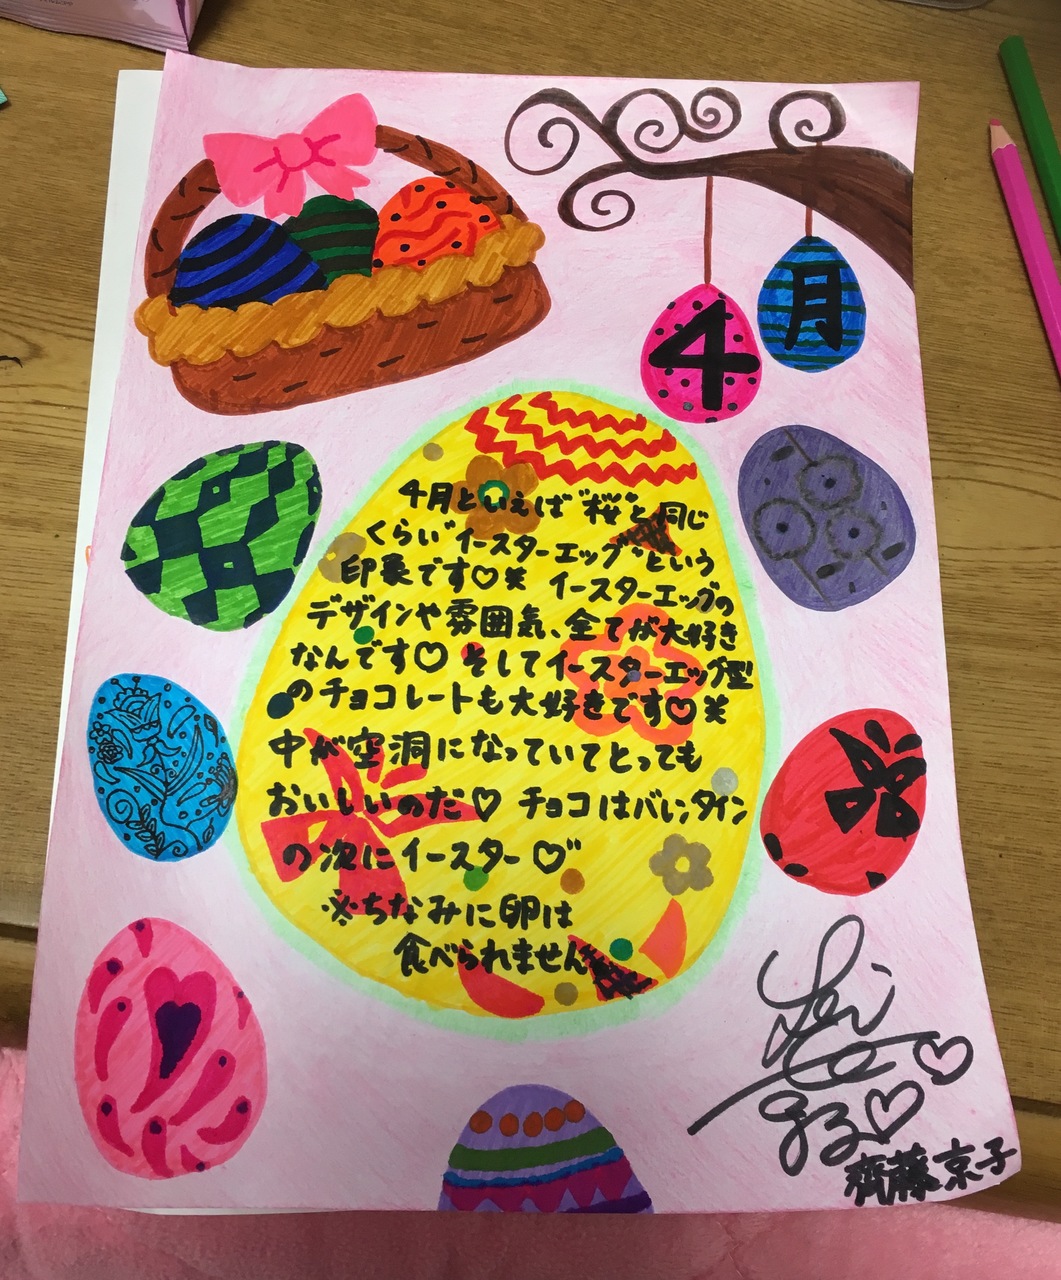 4月
4月といえば"桜"と同じ
くらい"イースターエッグ"という
印象です♡※ イースターエッグの
デザインや雰囲気、全てが大好き
なんです♡ そしてイースターエッグ型
のチョコレートも大好きです♡※
中が空洞になっていてとっても
おいしいのだ♡ チョコはバレンタイン
の次にイースター♡"
※ちなみに卵は
食べられません
齊藤京子